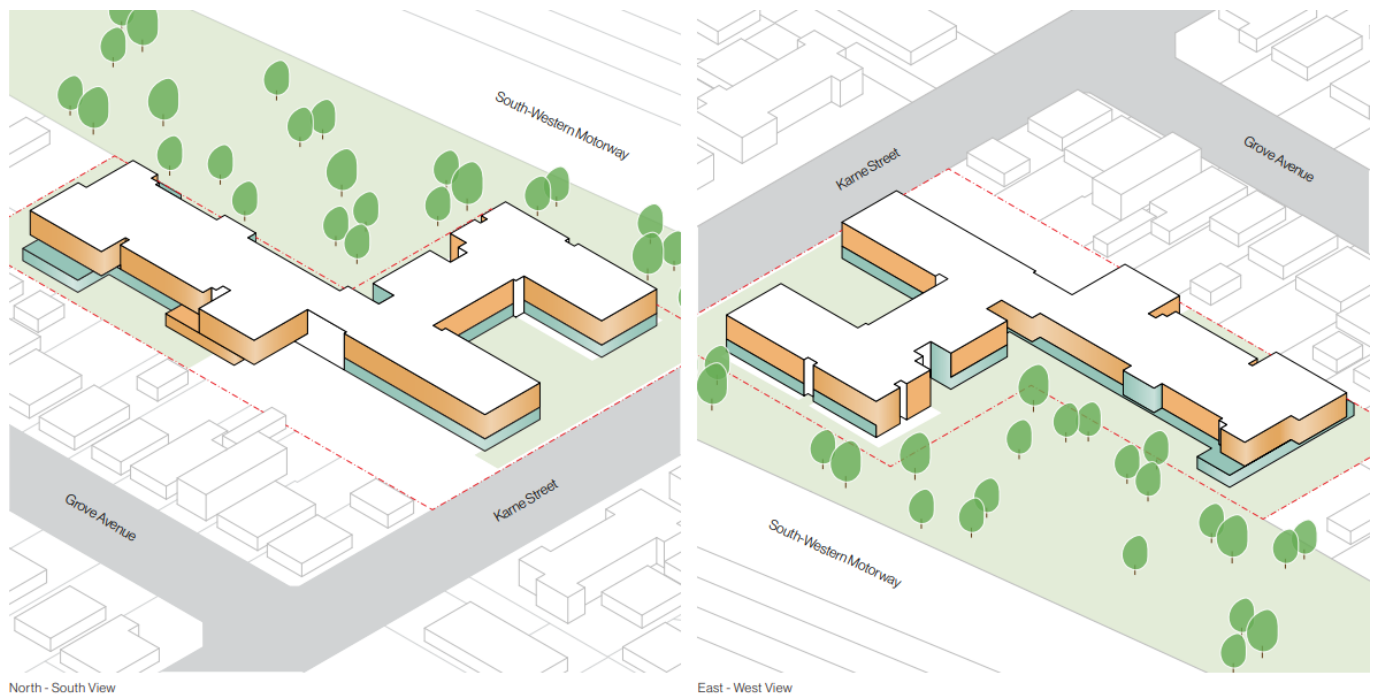 South-Western Motorway
Grove Avenue
Karne Street
North - South View
Karne Street
Grove Avenue
South-Western Motorway
East - West View